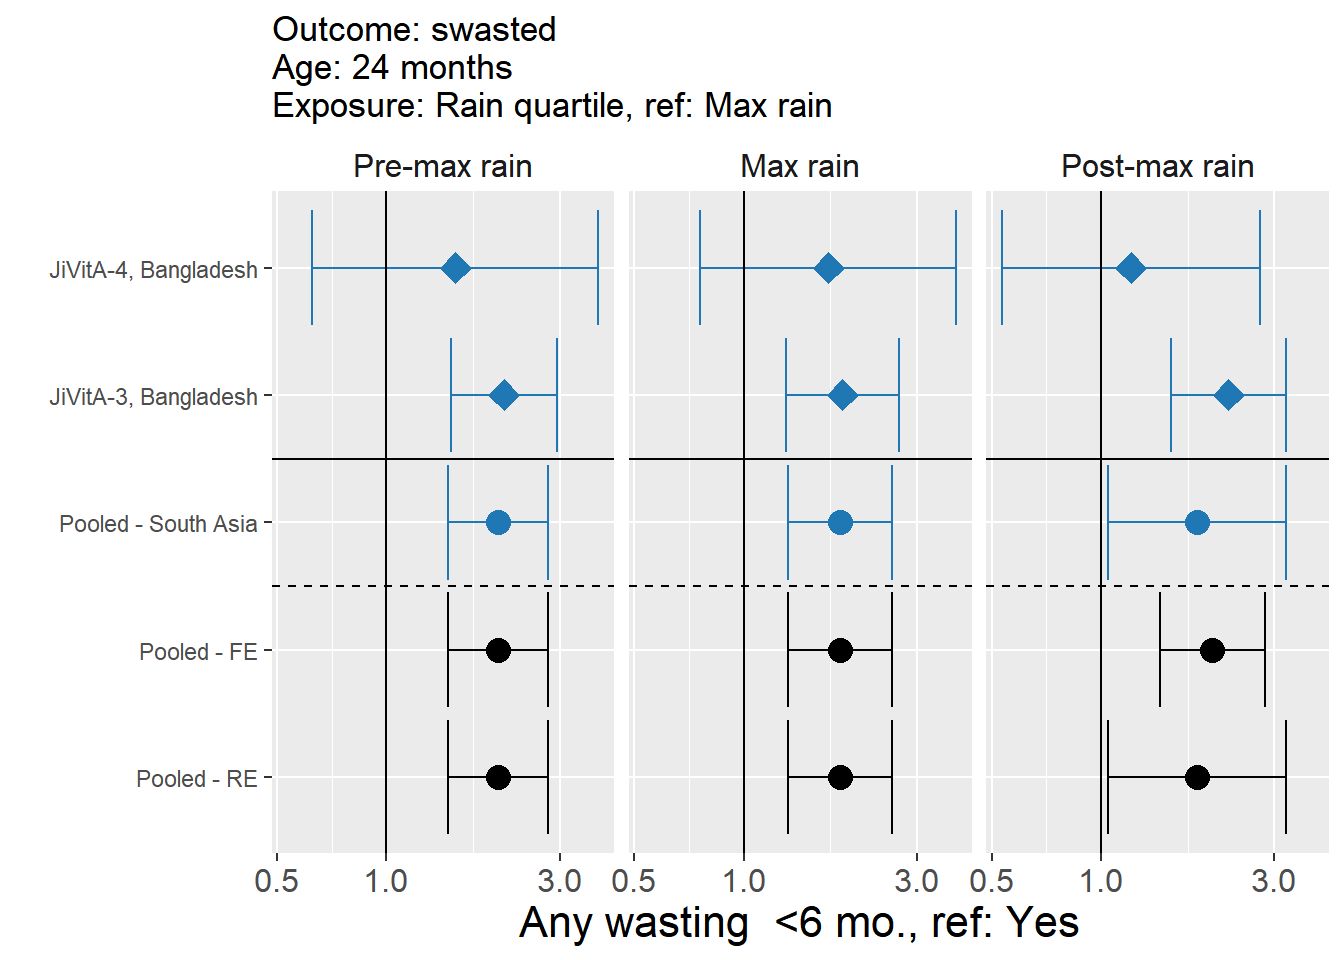 Outcome: swasted
Age: 24 months
Exposure: Rain quartile, ref: Max rain
Pre-max rain Max rain Post-max rain
JiVitA-4, Bangladesh
JiVitA-3, Bangladesh
Pooled - South Asia
Pooled - FE
Pooled - RE
0.5 1.0 3.0 0.5 1.0 3.0 0.5 1.0 3.0
Any wasting  <6 mo., ref: Yes